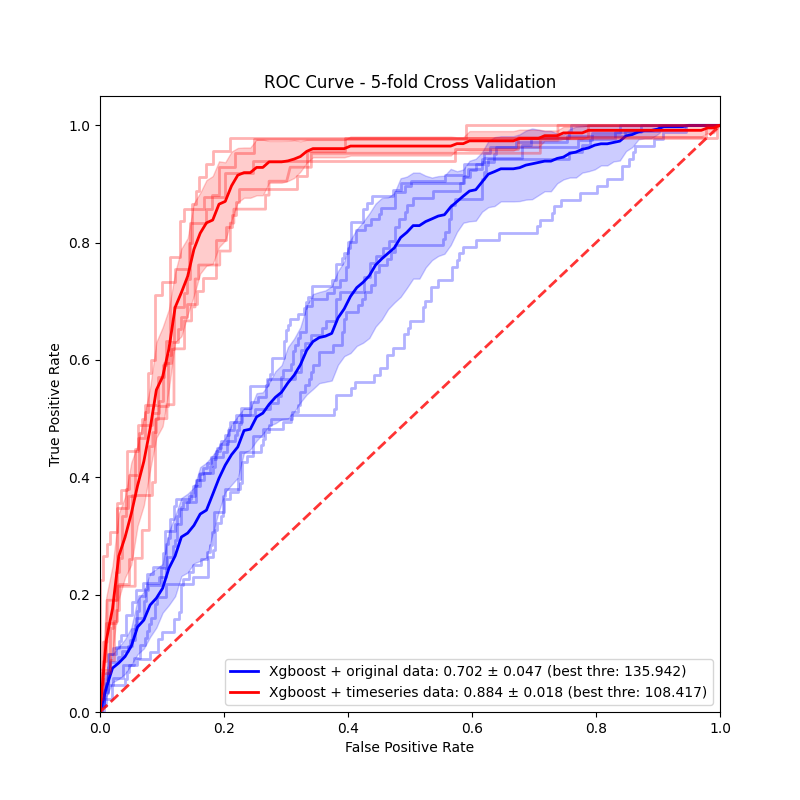 ROC Curve - 5-fold Cross Validation
True Positive Rate
1.0
0.8
0.6
0.4
0.2
0.0
Xgboost + original data: 0.702 ± 0.047 (best thre: 135.942)
Xgboost + timeseries data: 0.884 ± 0.018 (best thre: 108.417)
0.0 0.2 0.4 0.6 0.8 1.0
False Positive Rate